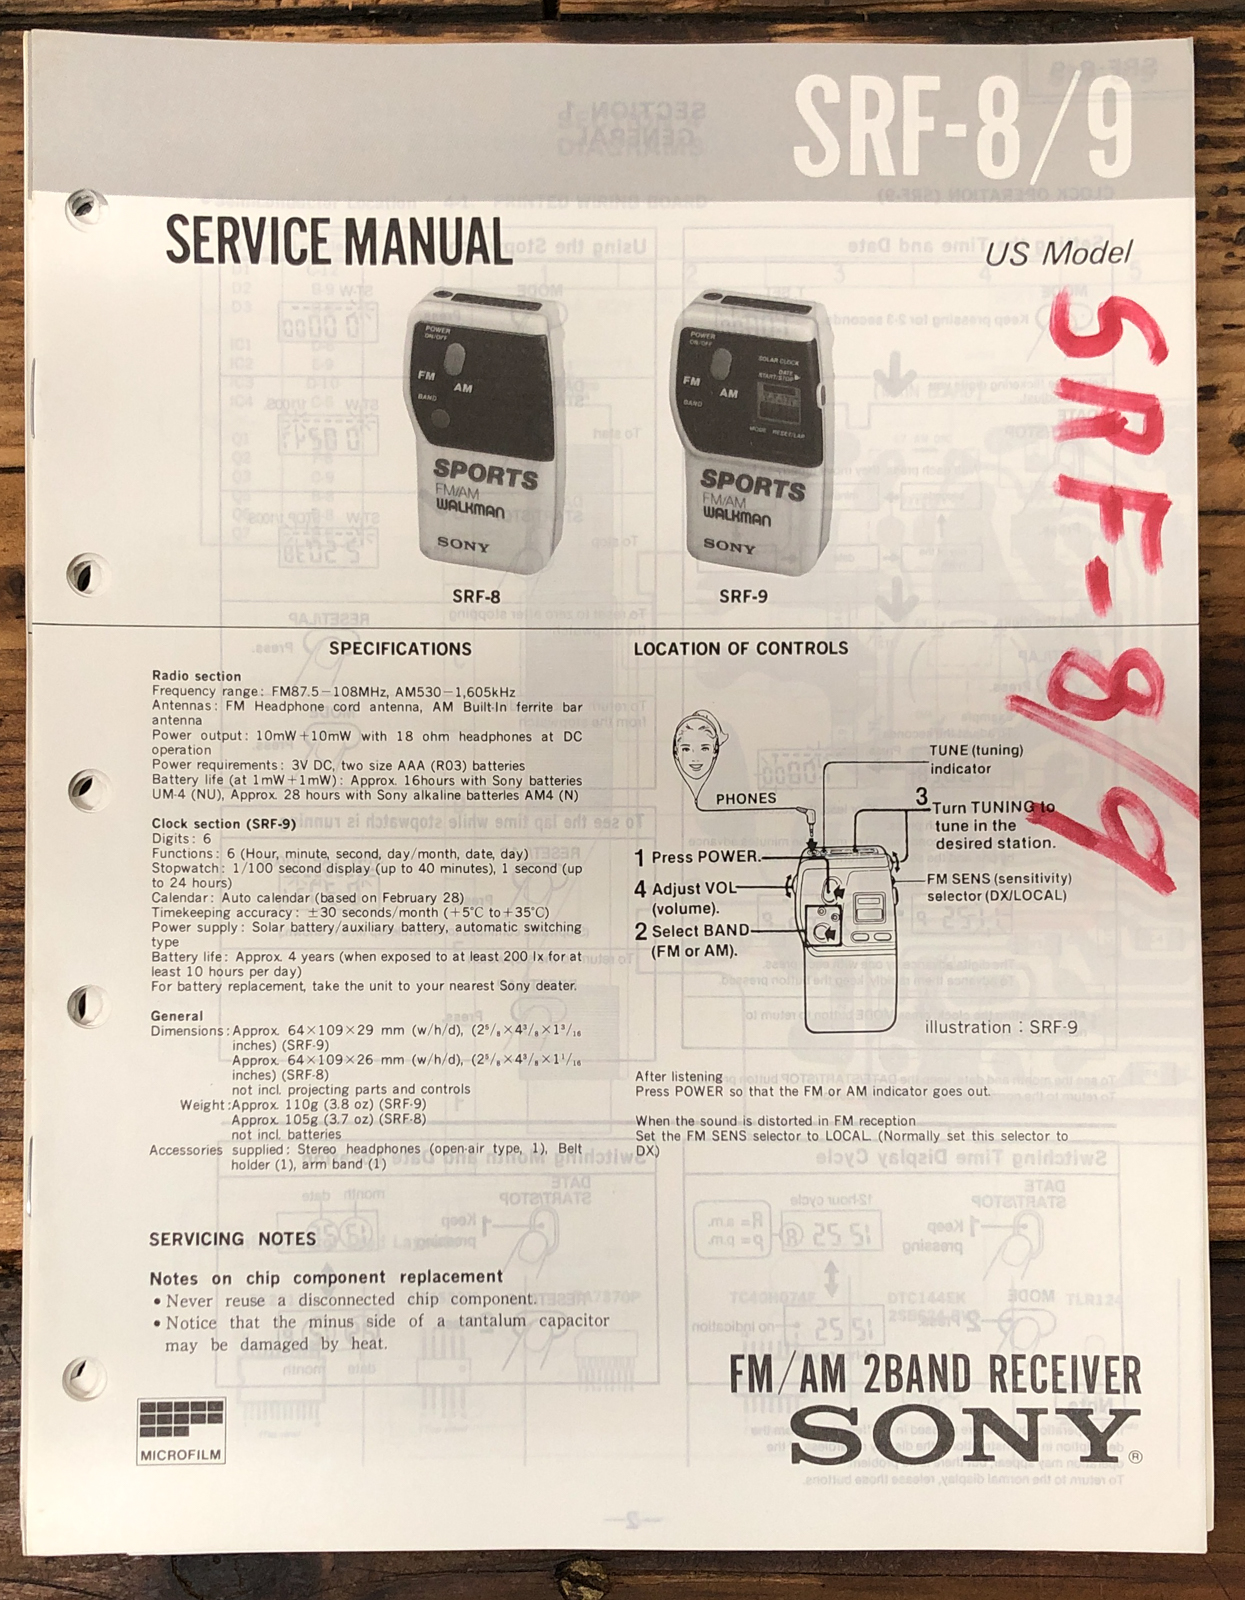 SRF-8/9
SERVICE MANUAL
US Model
SRF-8/9
POWER
ON/OFF
FM
AM
BAND
SPORTS
FM/AM
WALKMAN
SONY
SRF-8
POWER
ON/OFF
SOLAR CLOCK
DATE
START/STOP
FM
AM
BAND
MODE RESET/LAP
SPORTS
FM/AM
WALKMAN
SONY
SRF-9
SPECIFICATIONS
Radio section
Frequency range: FM87.5—108MHz, AM530—1,605kHz
Antennas: FM Headphone cord antenna, AM Built-In ferrite bar
antenna
Power output: 10mW+10mW with 18 ohm headphones at DC
operation
Power requirements: 3V DC, two size AAA (R03) batteries
Battery life (at 1mW+1mW): Approx. 16hours with Sony batteries
UM-4 (NU), Approx. 28 hours with Sony alkaline batterles AM4 (N)
Clock section (SRF-9)
Digits: 6
Functions: 6 (Hour, minute, second, day/month, date, day)
Stopwatch: 1/100 second display (up to 40 minutes), 1 second (up
to 24 hours)
Calendar: Auto calendar (based on February 28)
Timekeeping accuracy: ±30 seconds/month (+5°C to+35°C)
Power supply: Solar battery/auxiliary battery, automatic switching
type
Battery life: Approx. 4 years (when exposed to at least 200 lx for at
least 10 hours per day)
For battery replacement, take the unit to your nearest Sony deater.
General
Dimensions: Approx. 64×109×29 mm (w/h/d), (2⁵/₈×4³/₈×1³/₁₆
inches) (SRF-9)
Approx. 64×109×26 mm (w/h/d), (2⁵/₈×4³/₈×1¹/₁₆
inches) (SRF-8)
not incl. projecting parts and controls
Weight: Approx. 110g (3.8 oz) (SRF-9)
Approx. 105g (3.7 oz) (SRF-8)
not incl. batteries
Accessories supplied: Stereo headphones (open-air type, 1), Belt
holder (1), arm band (1)
SERVICING NOTES
Notes on chip component replacement
• Never reuse a disconnected chip component.
• Notice that the minus side of a tantalum capacitor
may be damaged by heat.
MICROFILM
LOCATION OF CONTROLS
TUNE (tuning)
indicator
PHONES
3 Turn TUNING to
tune in the
desired station.
1 Press POWER.
4 Adjust VOL
(volume).
FM SENS (sensitivity)
selector (DX/LOCAL)
2 Select BAND
(FM or AM).
illustration : SRF-9
After listening
Press POWER so that the FM or AM indicator goes out.
When the sound is distorted in FM reception
Set the FM SENS selector to LOCAL (Normally set this selector to
DX)
FM/AM 2BAND RECEIVER
SONY®